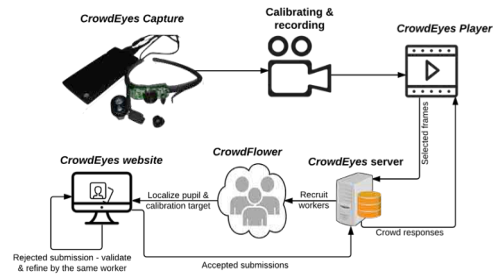 CrowdEyes Capture
Calibrating &
recording
CrowdEyes Player
Selected frames
CrowdEyes website
CrowdFlower
CrowdEyes server
Localize pupil &
calibration target
Recruit
workers
Crowd responses
Rejected submission - validate
& refine by the same worker
Accepted submissions